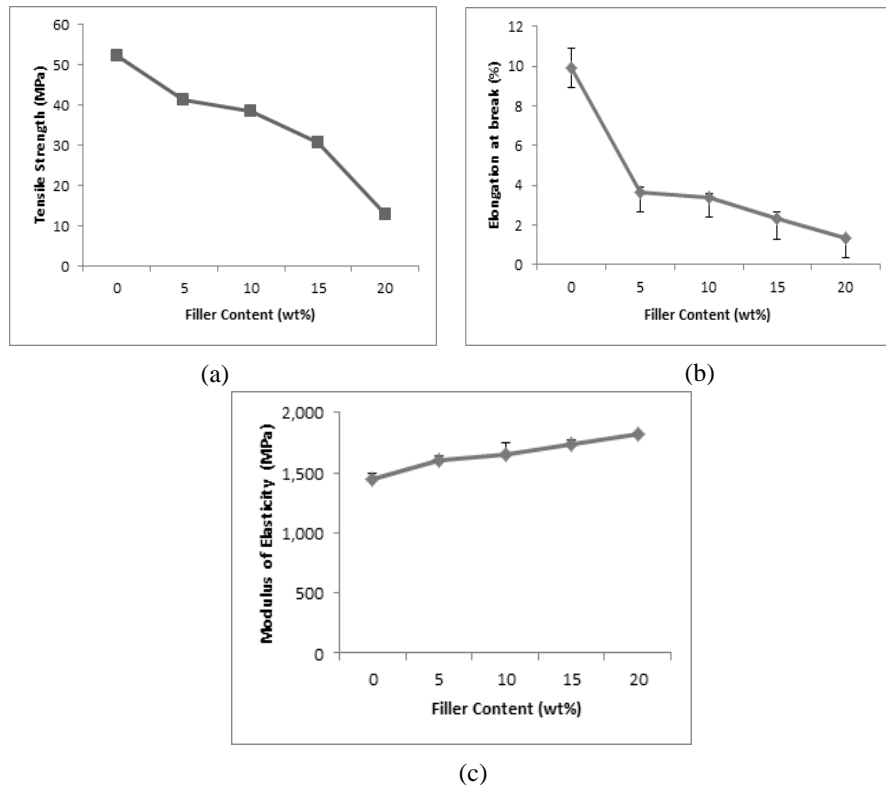 60
50
40
30
20
10
0
Tensile Strength (MPa)
0 5 10 15 20
Filler Content (wt%)
(a)
12
10
8
6
4
2
0
Elongation at break (%)
0 5 10 15 20
Filler Content (wt%)
(b)
2,000
1,500
1,000
500
0
Modulus of Elasticity (MPa)
0 5 10 15 20
Filler Content (wt%)
(c)